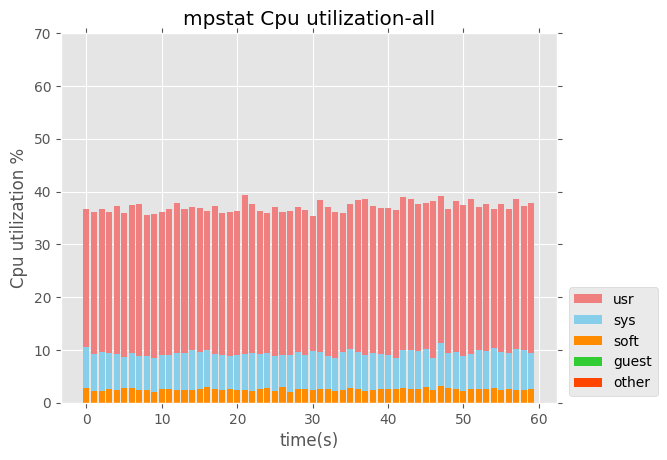 mpstat Cpu utilization-all
70
60
50
40
30
20
10
0
Cpu utilization %
0 10 20 30 40 50 60
time(s)
usr
sys
soft
guest
other